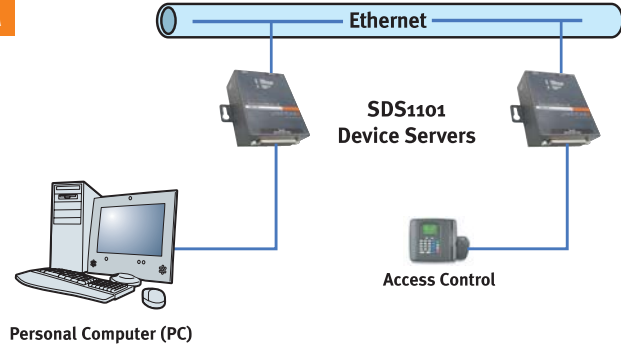 Ethernet
SDS1101
Device Servers
Access Control
Personal Computer (PC)